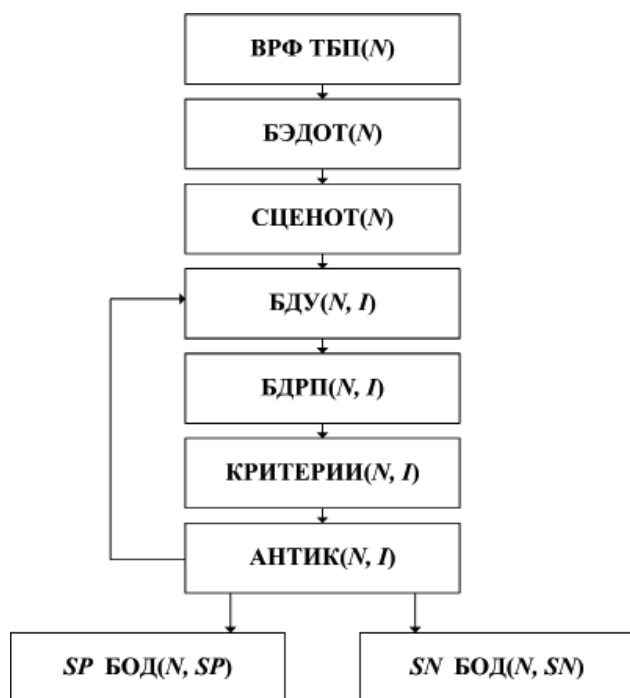 ВРФ ТБП(N)
БЭДОТ(N)
СЦЕНОТ(N)
БДУ(N, I)
БДРП(N, I)
КРИТЕРИИ(N, I)
АНТИК(N, I)
SP БОД(N, SP)
SN БОД(N, SN)